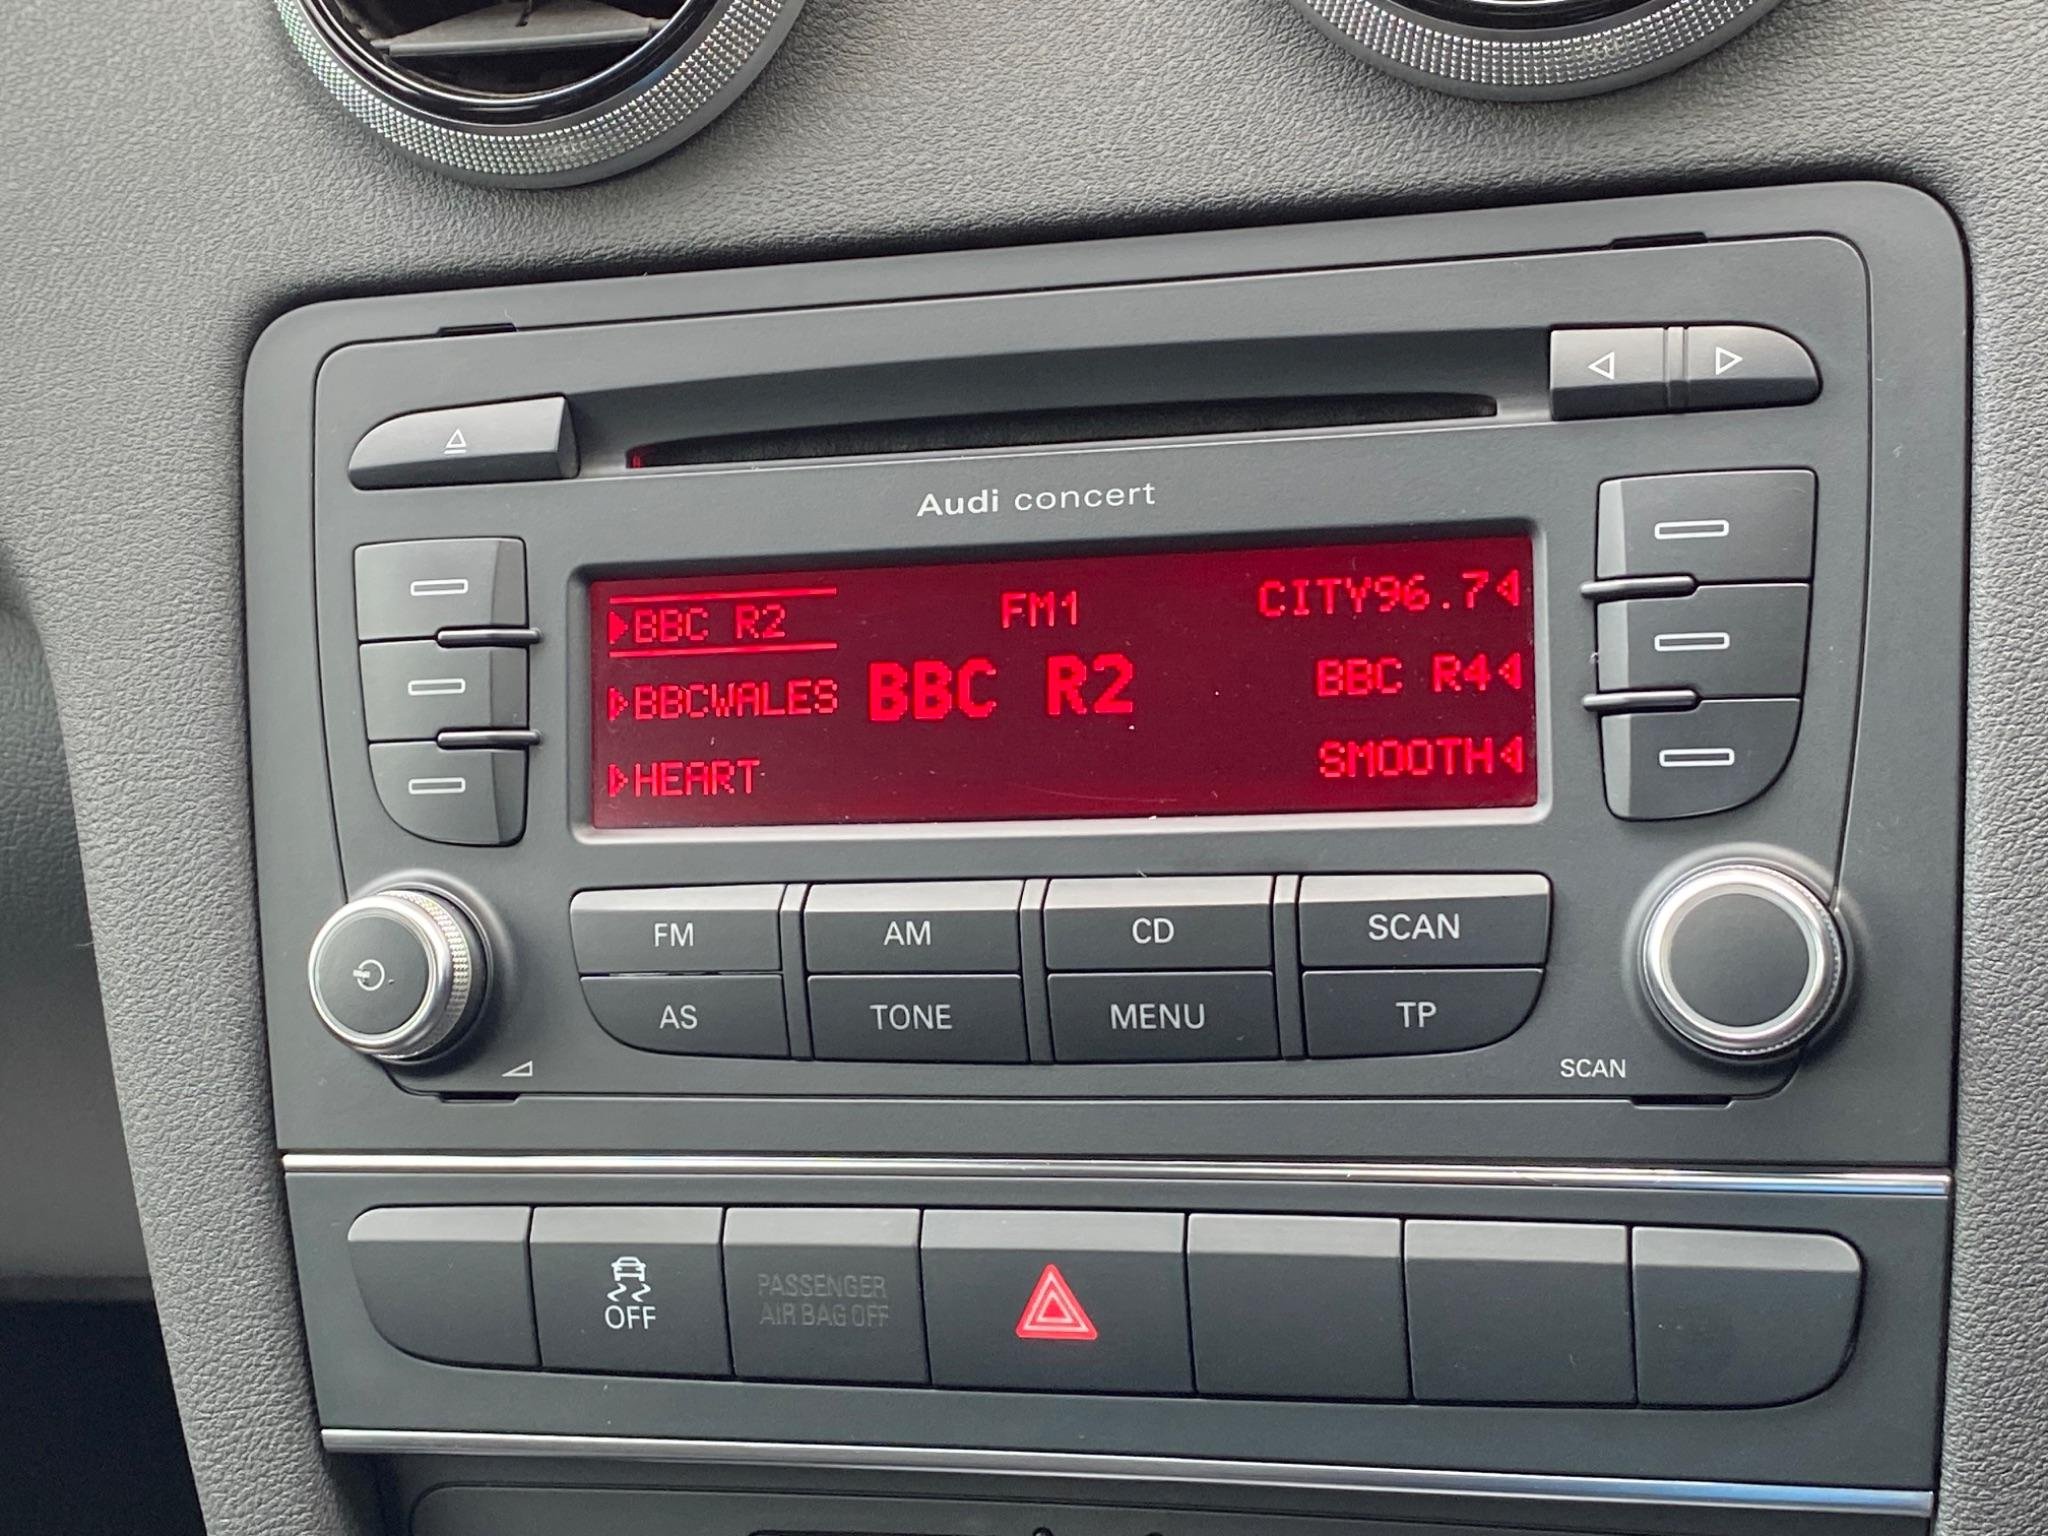 Audi concert
BBC R2
FM1
CITY96.7
BBCWALES
BBC R2
BBC R4
HEART
SMOOTH
FM
AM
CD
SCAN
AS
TONE
MENU
TP
SCAN
OFF
PASSENGER
AIR BAG OFF